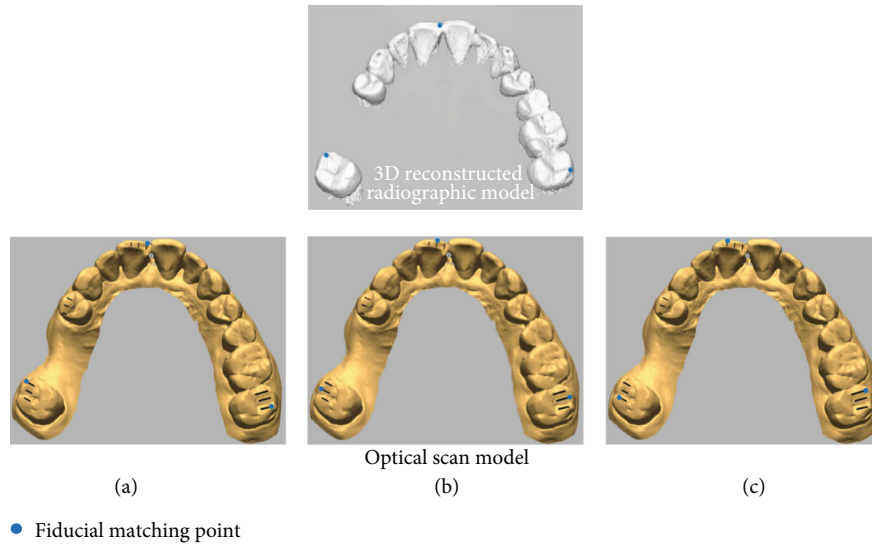 3D reconstructed
radiographic model
Optical scan model
(a)
(b)
(c)
Fiducial matching point